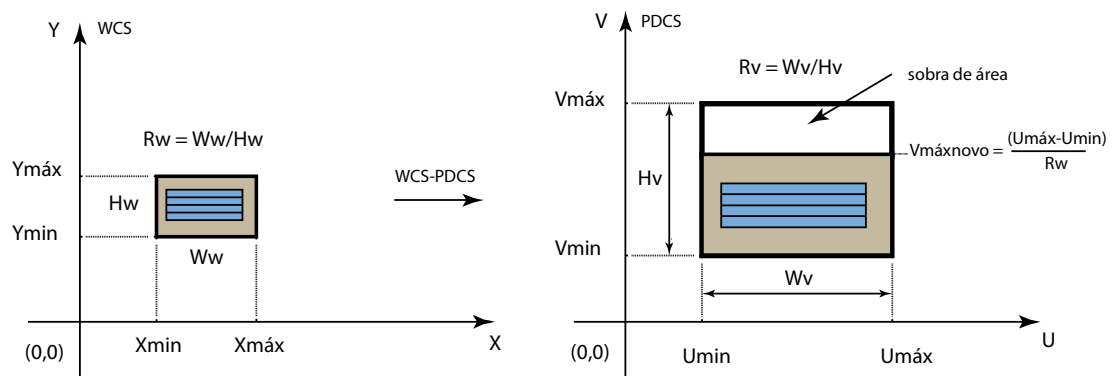 Y
WCS
Rw = Ww/Hw
Ymáx
Hw
Ymin
Ww
(0,0)
Xmin
Xmáx
X
WCS-PDCS
V
PDCS
Rv = Wv/Hv
sobra de área
Vmáx
Vmáxnovo = (Umáx-Umin)
Rw
Hv
Vmin
Wv
(0,0)
Umin
Umáx
U